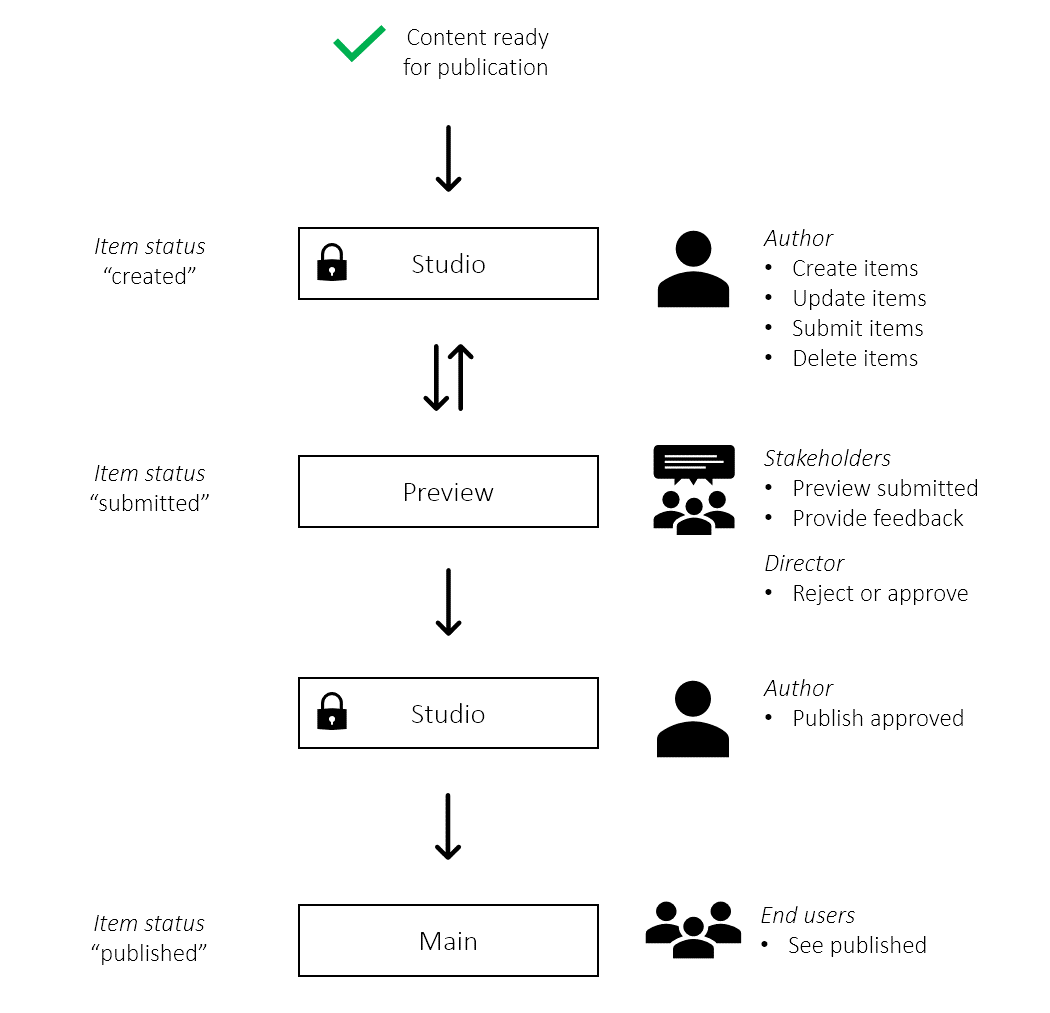 Content ready
for publication
Item status
“created”
Studio
Author
• Create items
• Update items
• Submit items
• Delete items
Item status
“submitted”
Preview
Stakeholders
• Preview submitted
• Provide feedback
Director
• Reject or approve
Studio
Author
• Publish approved
Item status
“published”
Main
End users
• See published